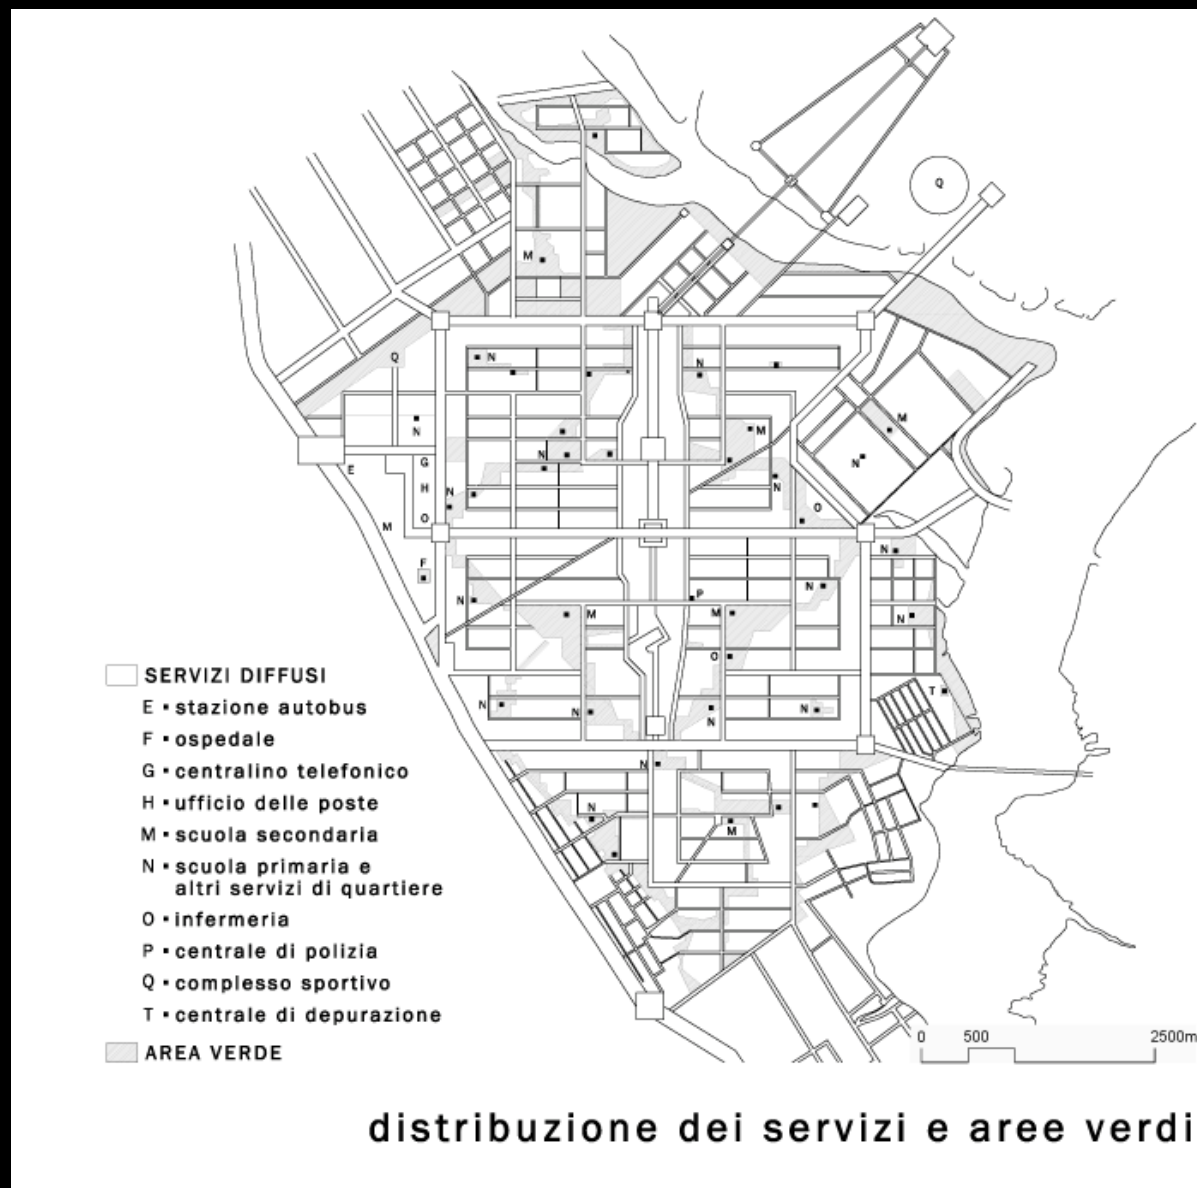 Q
M
Q
N
N
M
M
N
N
E
G
H
O
M
N
N
N
O
F
N
N
N
P
M
M
N
O
T
N
N
N
N
N
N
M
SERVIZI DIFFUSI
E ▪ stazione autobus
F ▪ ospedale
G ▪ centralino telefonico
H ▪ ufficio delle poste
M ▪ scuola secondaria
N ▪ scuola primaria e
altri servizi di quartiere
O ▪ infermeria
P ▪ centrale di polizia
Q ▪ complesso sportivo
T ▪ centrale di depurazione
AREA VERDE
0 500 2500m
distribuzione dei servizi e aree verdi